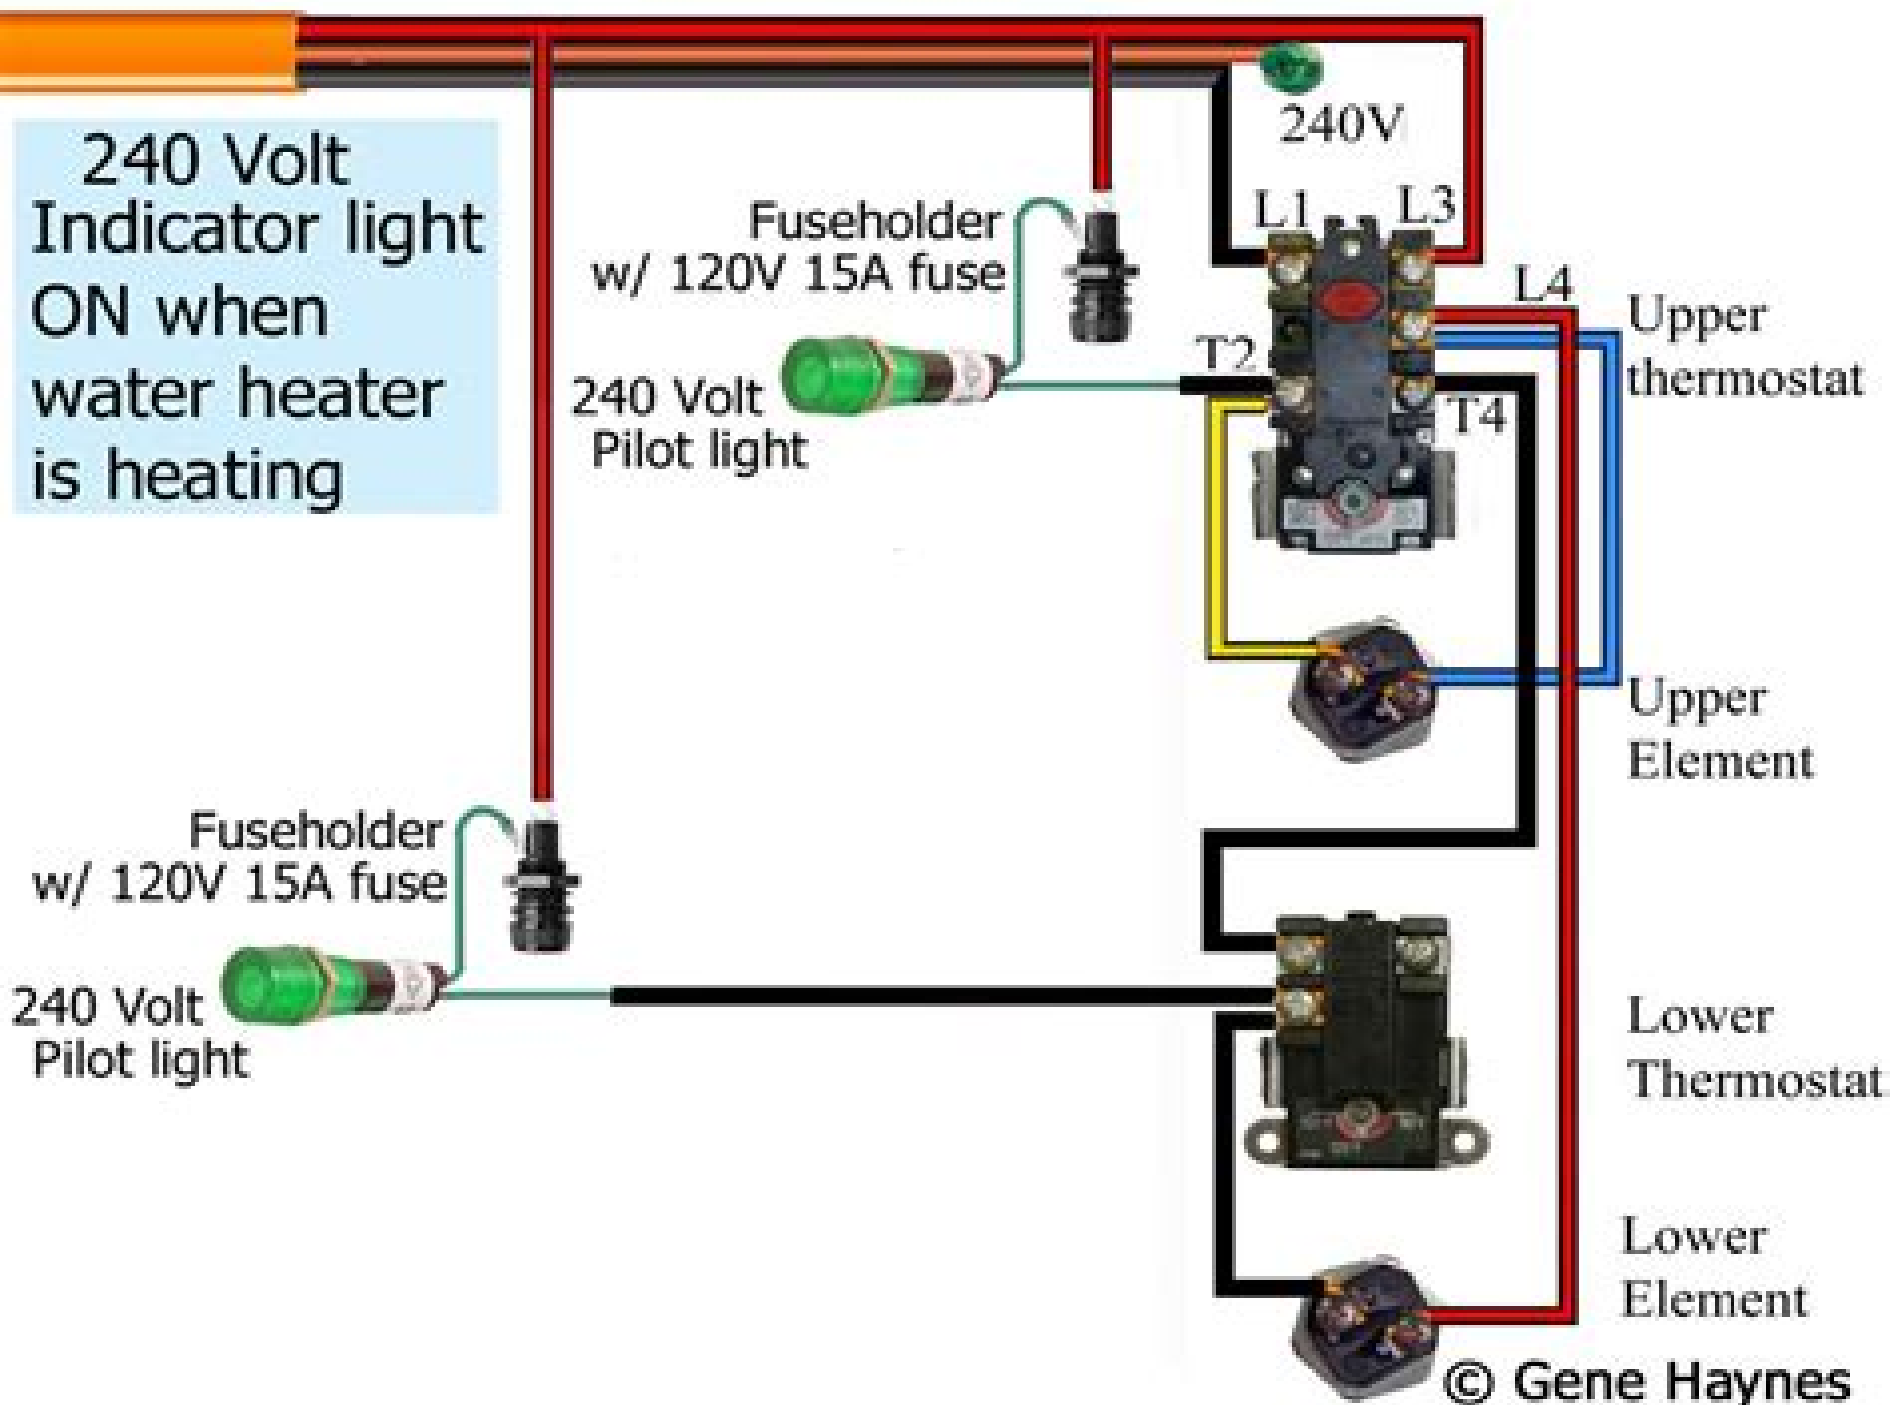 240 Volt
Indicator light
ON when
water heater
is heating
240V
L1
L3
Fuseholder
w/ 120V 15A fuse
L4
Upper
thermostat
T2
240 Volt
Pilot light
T4
Upper
Element
Fuseholder
w/ 120V 15A fuse
240 Volt
Pilot light
Lower
Thermostat
Lower
Element
© Gene Haynes